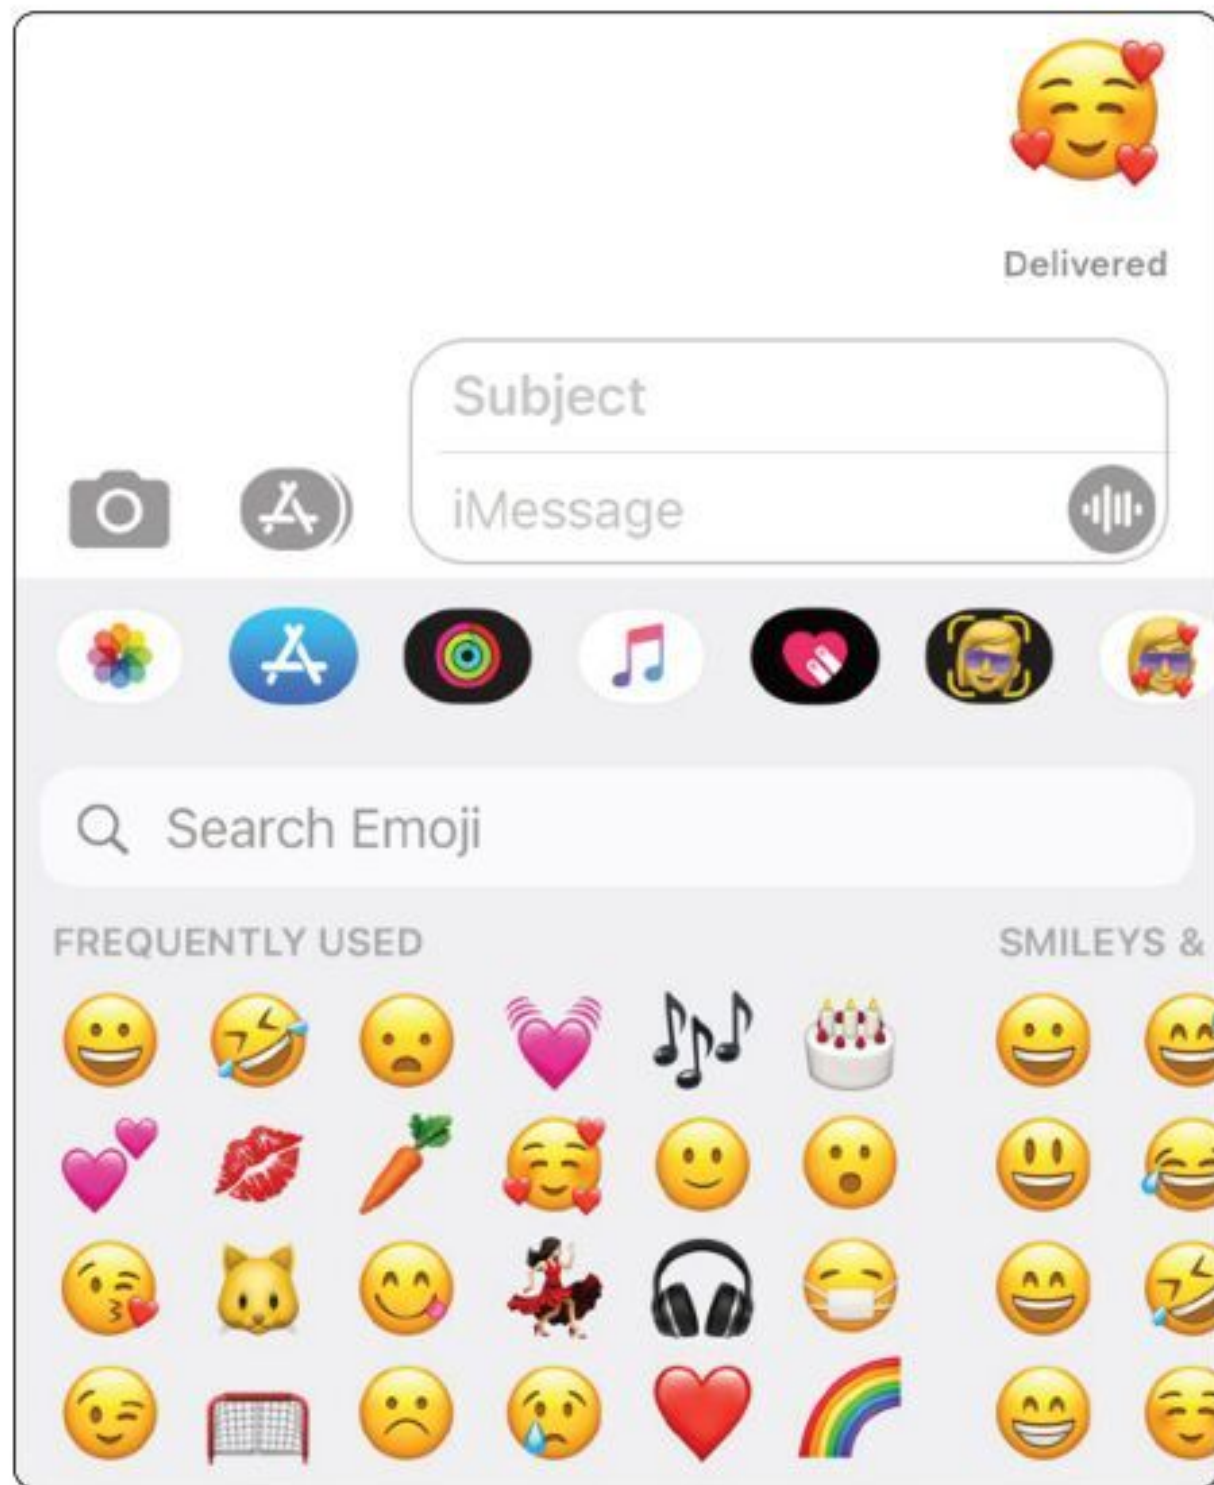 Delivered
Subject
iMessage
Search Emoji
FREQUENTLY USED
SMILEYS &